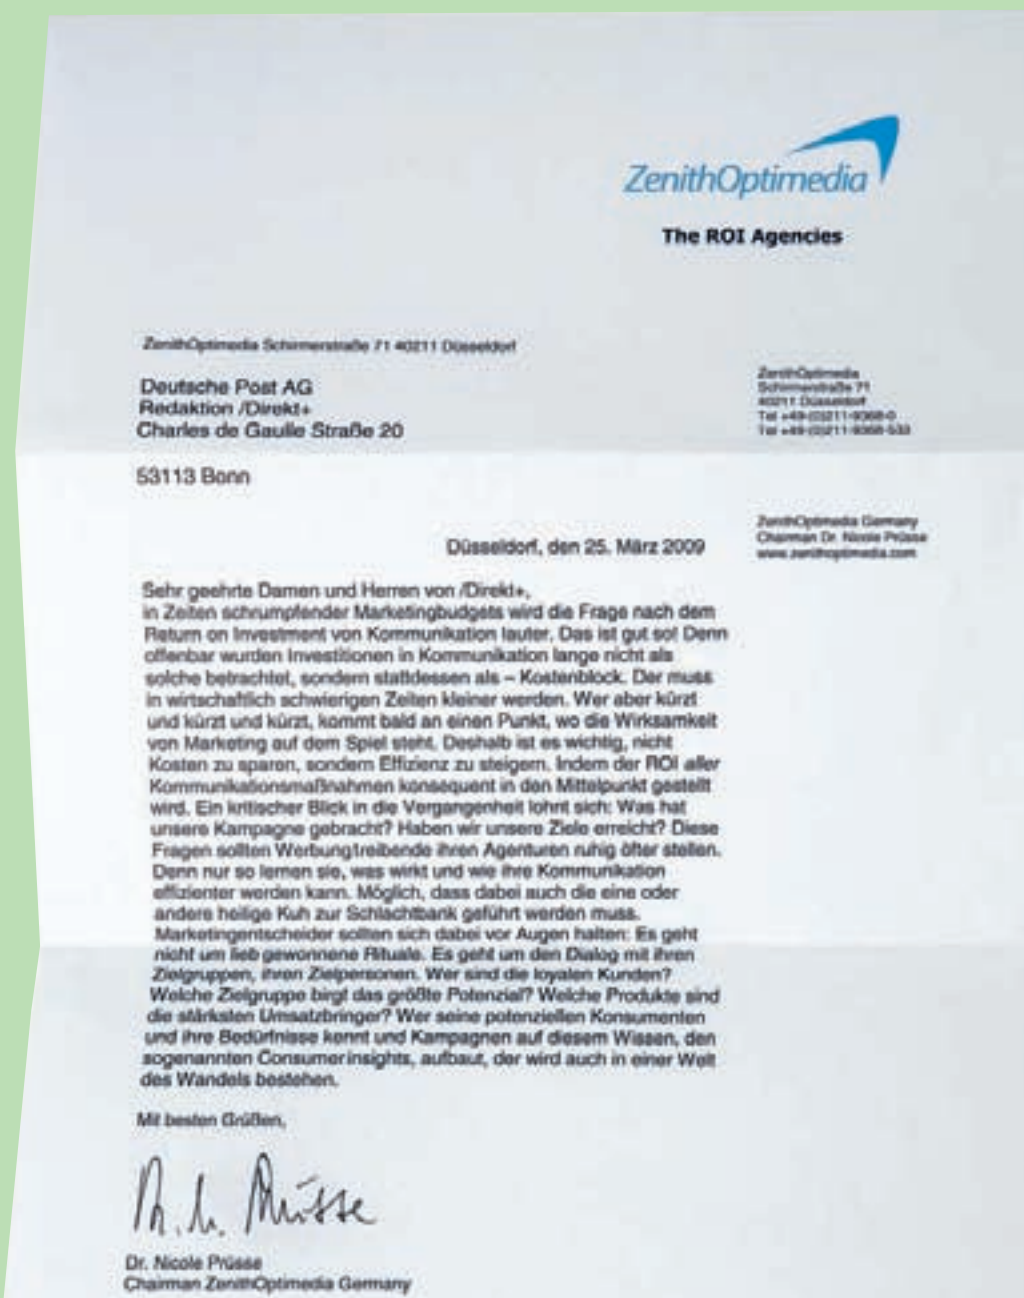 ZenithOptimedia
The ROI Agencies
ZenithOptimedia Schirmerstraße 71 40211 Düsseldorf
Deutsche Post AG
Redaktion /Direkt+
Charles de Gaulle Straße 20
53113 Bonn
ZenithOptimedia
Schirmerstraße 71
40211 Düsseldorf
Tel +49-(0)211-9368-0
Tel +49-(0)211-9368-533
ZenithOptimedia Germany
Chairman Dr. Nicole Prüsse
www.zenithoptimedia.com
Düsseldorf, den 25. März 2009
Sehr geehrte Damen und Herren von /Direkt+,
in Zeiten schrumpfender Marketingbudgets wird die Frage nach dem
Return on Investment von Kommunikation lauter. Das ist gut so! Denn
offenbar wurden Investitionen in Kommunikation lange nicht als
solche betrachtet, sondern stattdessen als – Kostenblock. Der muss
in wirtschaftlich schwierigen Zeiten kleiner werden. Wer aber kürzt
und kürzt und kürzt, kommt bald an einen Punkt, wo die Wirksamkeit
von Marketing auf dem Spiel steht. Deshalb ist es wichtig, nicht
Kosten zu sparen, sondern Effizienz zu steigern. Indem der ROI aller
Kommunikationsmaßnahmen konsequent in den Mittelpunkt gestellt
wird. Ein kritischer Blick in die Vergangenheit lohnt sich: Was hat
unsere Kampagne gebracht? Haben wir unsere Ziele erreicht? Diese
Fragen sollten Werbungtreibende ihren Agenturen ruhig öfter stellen.
Denn nur so lernen sie, was wirkt und wie ihre Kommunikation
effizienter werden kann. Möglich, dass dabei auch die eine oder
andere heilige Kuh zur Schlachtbank geführt werden muss.
Marketingentscheider sollten sich dabei vor Augen halten: Es geht
nicht um lieb gewonnene Rituale. Es geht um den Dialog mit ihren
Zielgruppen, ihren Zielpersonen. Wer sind die loyalen Kunden?
Welche Zielgruppe birgt das größte Potenzial? Welche Produkte sind
die stärksten Umsatzbringer? Wer seine potenziellen Konsumenten
und ihre Bedürfnisse kennt und Kampagnen auf diesem Wissen, den
sogenannten Consumer insights, aufbaut, der wird auch in einer Welt
des Wandels bestehen.
Mit besten Grüßen,
Dr. Nicole Prüsse
Chairman ZenithOptimedia Germany